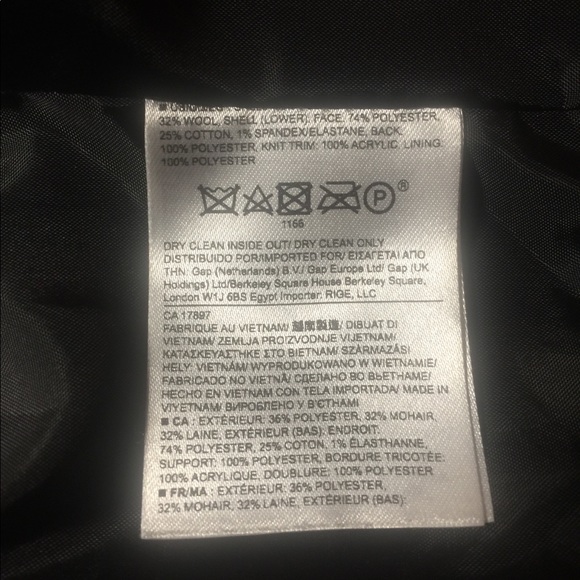 32% WOOL, SHELL (LOWER): FACE: 74% POLYESTER,
25% COTTON, 1% SPANDEX/ELASTANE, BACK:
100% POLYESTER, KNIT TRIM: 100% ACRYLIC, LINING:
100% POLYESTER
P®
1166
DRY CLEAN INSIDE OUT/ DRY CLEAN ONLY
DISTRIBUIDO POR/IMPORTED FOR/ ΕΙΣΑΓΕΤΑΙ ΑΠΟ
ΤΗΝ: Gap (Netherlands) B.V./ Gap Europe Ltd/ Gap (UK
Holdings) Ltd/Berkeley Square House Berkeley Square,
London W1J 6BS Egypt Importer: RIGE, LLC
CA 17897
FABRIQUÉ AU VIETNAM/ 越南製造/ DIBUAT DI
VIETNAM/ ZEMLJA PROIZVODNJE VIJETNAM/
ΚΑΤΑΣΚΕΥΑΣΤΗΚΕ ΣΤΟ ΒΙΕΤΝΑΜ/ SZÁRMAZÁSI
HELY: VIETNÁM/ WYPRODUKOWANO W WIETNAMIE/
FABRICADO NO VIETNÃ/ СДЕЛАНО ВО ВЬЕТНАМЕ/
HECHO EN VIETNAM CON TELA IMPORTADA/ MADE IN
VIYETNAM/ ВИРОБЛЕНО У В'ЄТНАМІ
■ CA : EXTÉRIEUR: 36% POLYESTER, 32% MOHAIR,
32% LAINE, EXTÉRIEUR (BAS): ENDROIT:
74% POLYESTER, 25% COTON, 1% ÉLASTHANNE,
SUPPORT: 100% POLYESTER, BORDURE TRICOTÉE:
100% ACRYLIQUE, DOUBLURE: 100% POLYESTER
■ FR/MA : EXTÉRIEUR: 36% POLYESTER,
32% MOHAIR, 32% LAINE, EXTÉRIEUR (BAS):